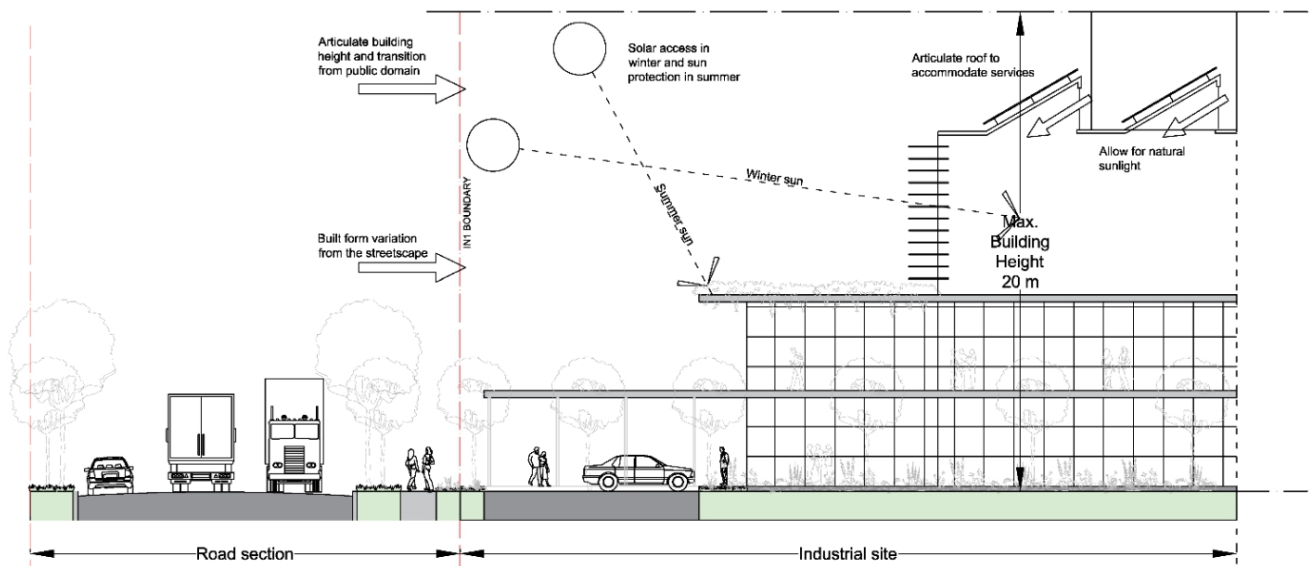 Articulate building
height and transition
from public domain
Solar access in
winter and sun
protection in summer
Articulate roof to
accommodate services
Allow for natural
sunlight
Winter sun
Summer sun
IN1 BOUNDARY
Built form variation
from the streetscape
Max.
Building
Height
20 m
Road section
Industrial site